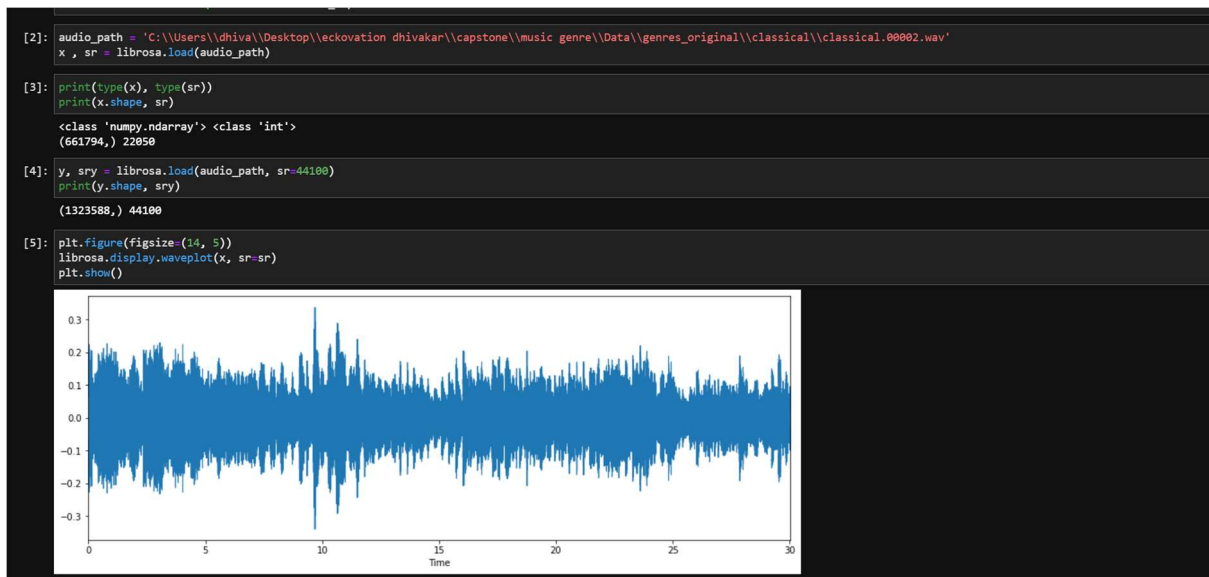 [2]: audio_path = 'C:\\Users\\dhiva\\Desktop\\eckovation dhivakar\\capstone\\music genre\\Data\\genres_original\\classical\\classical.00002.wav'
x , sr = librosa.load(audio_path)
[3]: print(type(x), type(sr))
print(x.shape, sr)
<class 'numpy.ndarray'> <class 'int'>
(661794,) 22050
[4]: y, sry = librosa.load(audio_path, sr=44100)
print(y.shape, sry)
(1323588,) 44100
[5]: plt.figure(figsize=(14, 5))
librosa.display.waveplot(x, sr=sr)
plt.show()
0.3
0.2
0.1
0.0
−0.1
−0.2
−0.3
0 5 10 15 20 25 30
Time